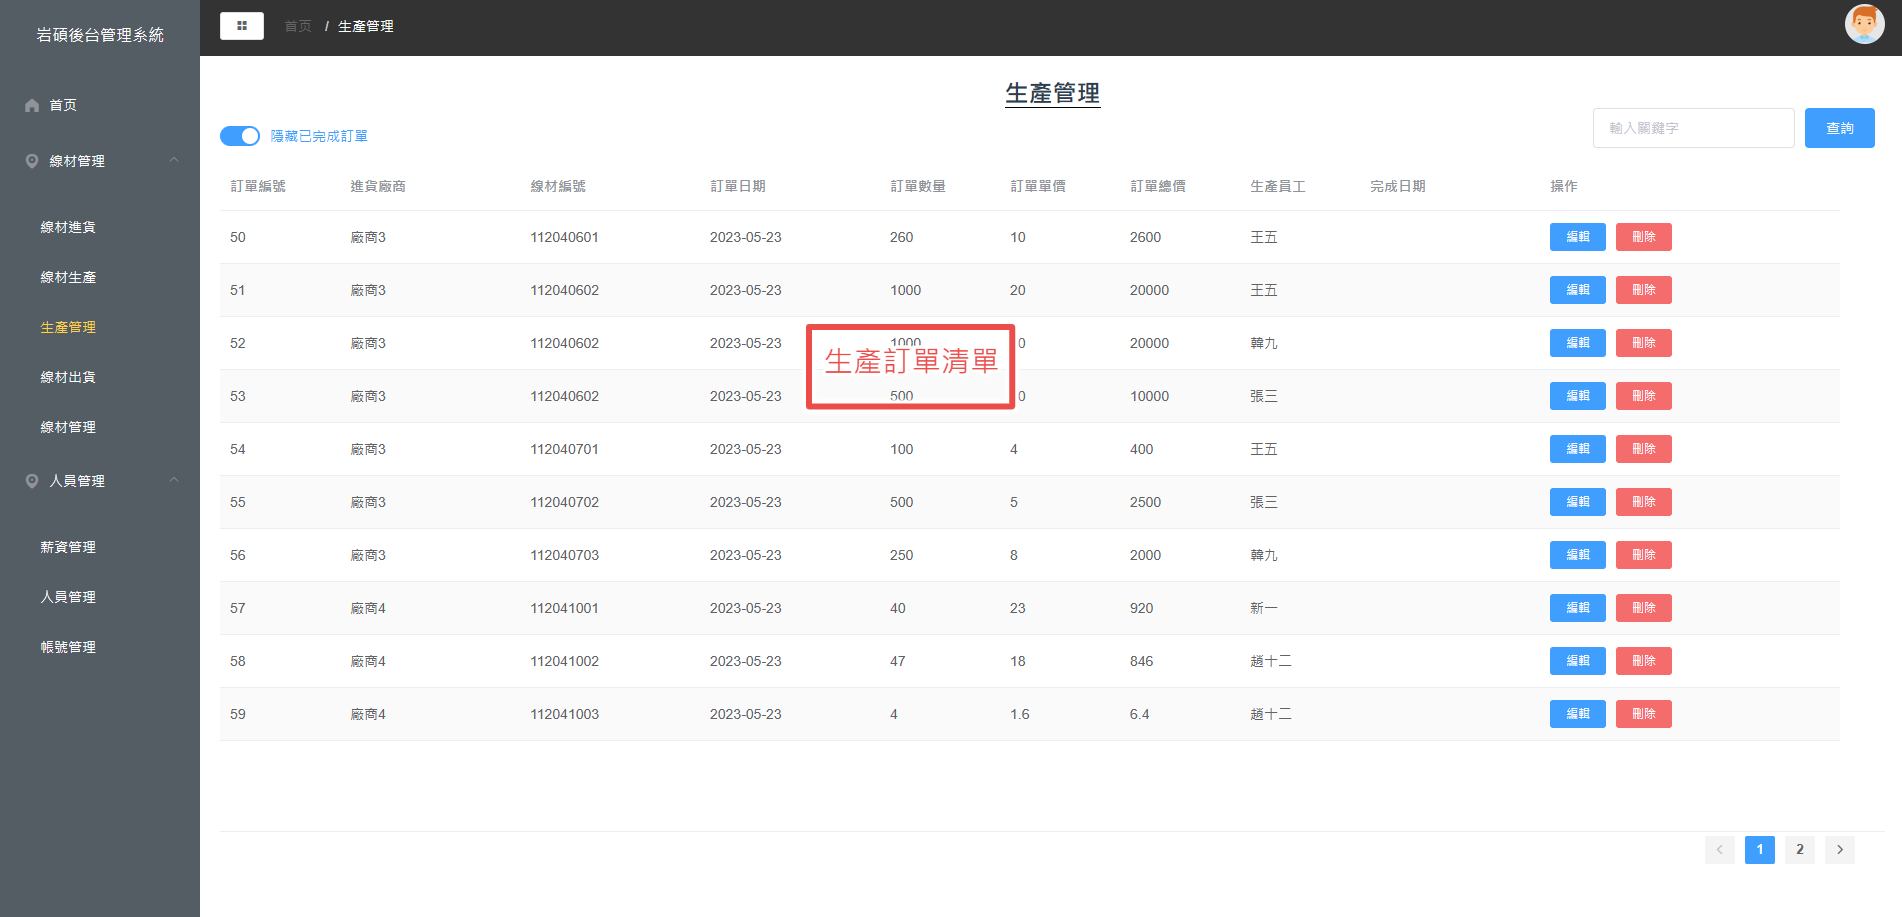 岩碩後台管理系統
首页 / 生產管理
首页
線材管理
線材進貨
線材生產
生產管理
線材出貨
線材管理
人員管理
薪資管理
人員管理
帳號管理
生產管理
隱藏已完成訂單
輸入關鍵字 查詢
訂單編號 進貨廠商 線材編號 訂單日期 訂單數量 訂單單價 訂單總價 生產員工 完成日期 操作
50 廠商3 112040601 2023-05-23 260 10 2600 王五 編輯 刪除
51 廠商3 112040602 2023-05-23 1000 20 20000 王五 編輯 刪除
52 廠商3 112040602 2023-05-23 1000 0 20000 韓九 編輯 刪除
生產訂單清單
53 廠商3 112040602 2023-05-23 500 0 10000 張三 編輯 刪除
54 廠商3 112040701 2023-05-23 100 4 400 王五 編輯 刪除
55 廠商3 112040702 2023-05-23 500 5 2500 張三 編輯 刪除
56 廠商3 112040703 2023-05-23 250 8 2000 韓九 編輯 刪除
57 廠商4 112041001 2023-05-23 40 23 920 新一 編輯 刪除
58 廠商4 112041002 2023-05-23 47 18 846 趙十二 編輯 刪除
59 廠商4 112041003 2023-05-23 4 1.6 6.4 趙十二 編輯 刪除
1 2